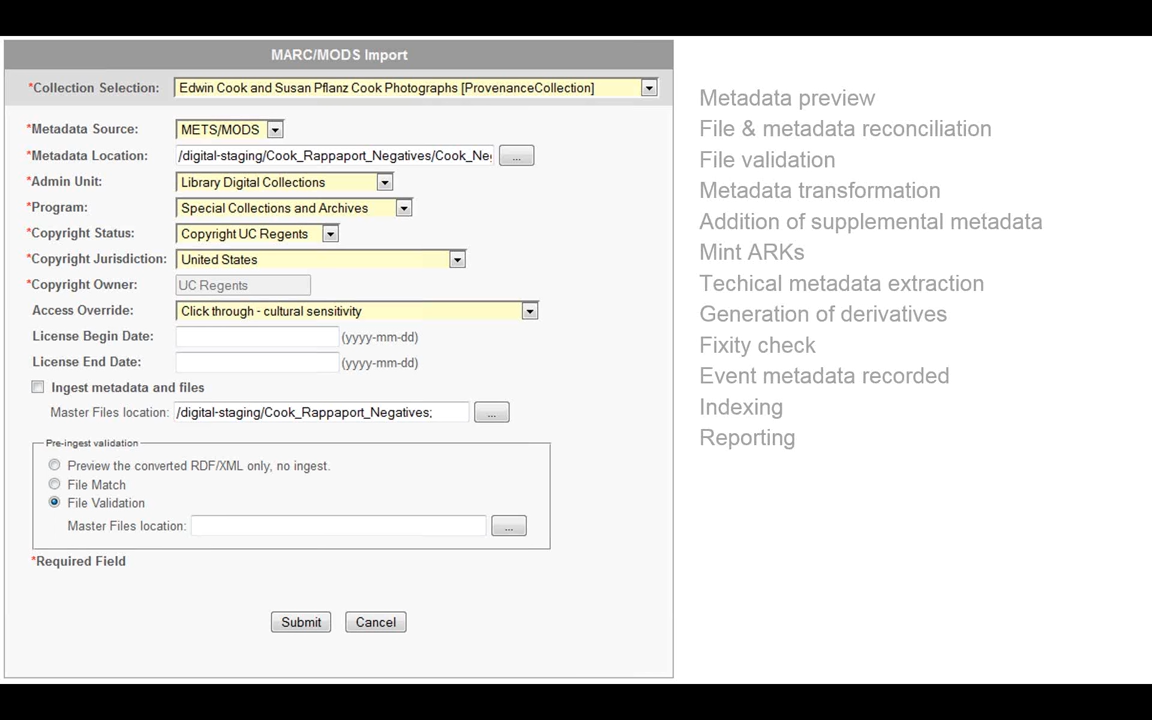 MARC/MODS Import
*Collection Selection: Edwin Cook and Susan Pflanz Cook Photographs [ProvenanceCollection]
*Metadata Source: METS/MODS
*Metadata Location: /digital-staging/Cook_Rappaport_Negatives/Cook_Ne ...
*Admin Unit: Library Digital Collections
*Program: Special Collections and Archives
*Copyright Status: Copyright UC Regents
*Copyright Jurisdiction: United States
*Copyright Owner: UC Regents
Access Override: Click through - cultural sensitivity
License Begin Date: (yyyy-mm-dd)
License End Date: (yyyy-mm-dd)
Ingest metadata and files
Master Files location: /digital-staging/Cook_Rappaport_Negatives; ...
Pre-ingest validation
Preview the converted RDF/XML only, no ingest.
File Match
File Validation
Master Files location: ...
*Required Field
Submit Cancel
Metadata preview
File & metadata reconciliation
File validation
Metadata transformation
Addition of supplemental metadata
Mint ARKs
Techical metadata extraction
Generation of derivatives
Fixity check
Event metadata recorded
Indexing
Reporting